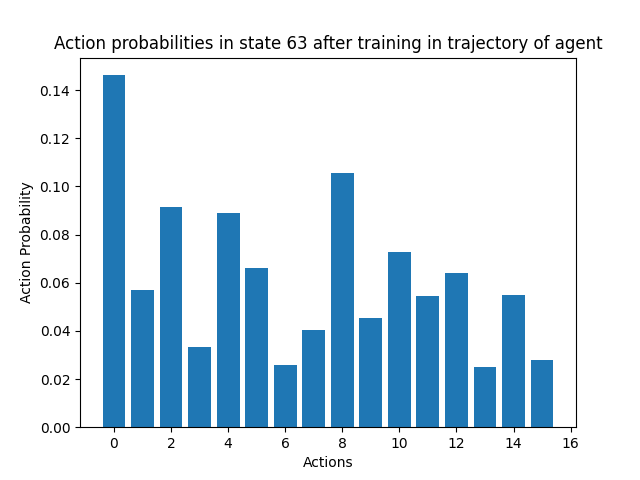 Action probabilities in state 63 after training in trajectory of agent
0.14
0.12
0.10
0.08
0.06
0.04
0.02
0.00
Action Probability
0 2 4 6 8 10 12 14 16
Actions